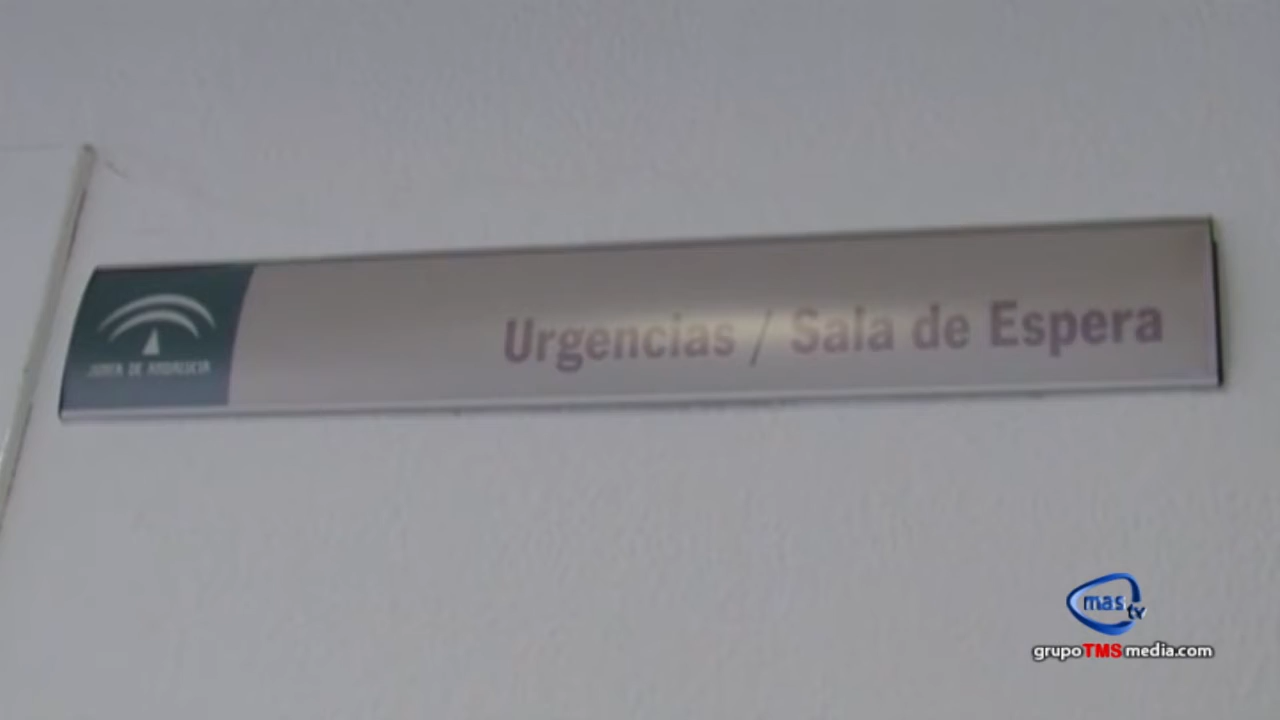 JUNTA DE ANDALUCIA
Urgencias / Sala de Espera
mas tv
grupoTMSmedia.com